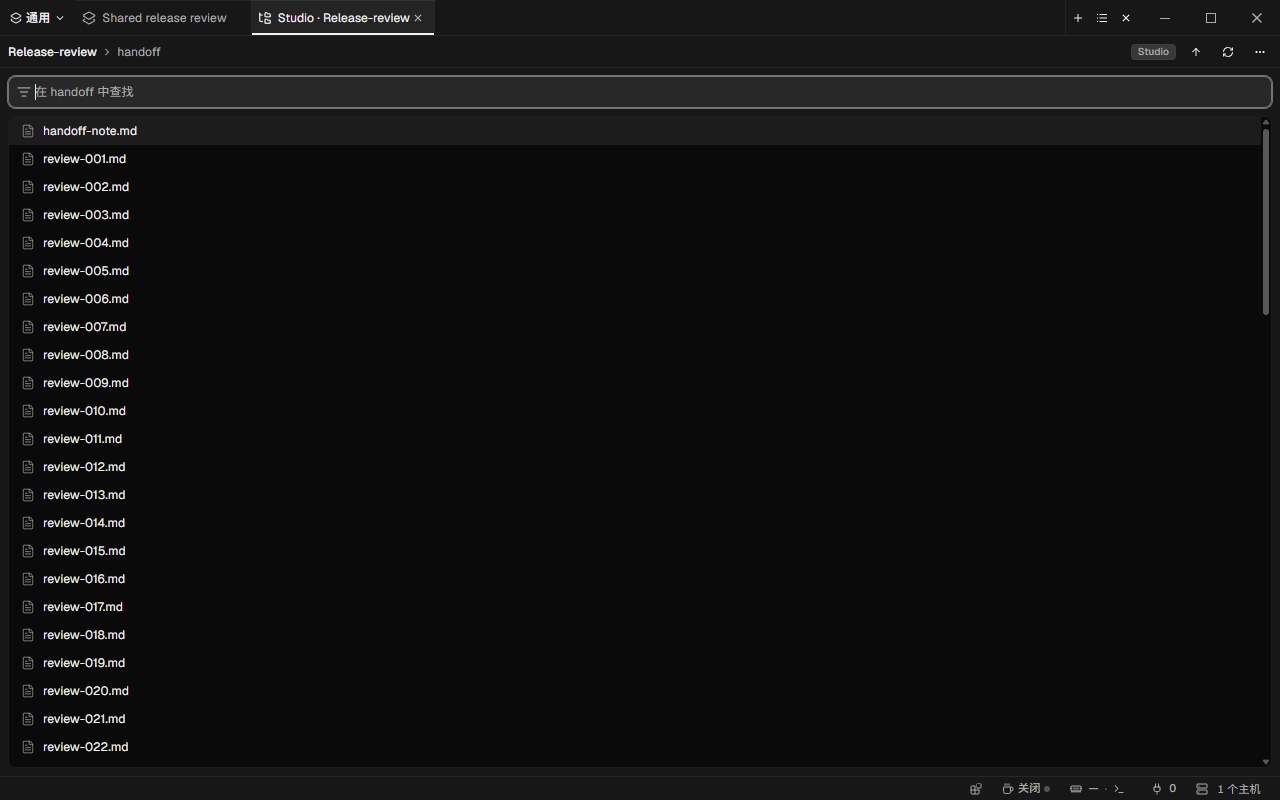 通用
Shared release review
Studio · Release-review
Release-review > handoff
Studio
在 handoff 中查找
handoff-note.md
review-001.md
review-002.md
review-003.md
review-004.md
review-005.md
review-006.md
review-007.md
review-008.md
review-009.md
review-010.md
review-011.md
review-012.md
review-013.md
review-014.md
review-015.md
review-016.md
review-017.md
review-018.md
review-019.md
review-020.md
review-021.md
review-022.md
关闭
— ·
0
1 个主机